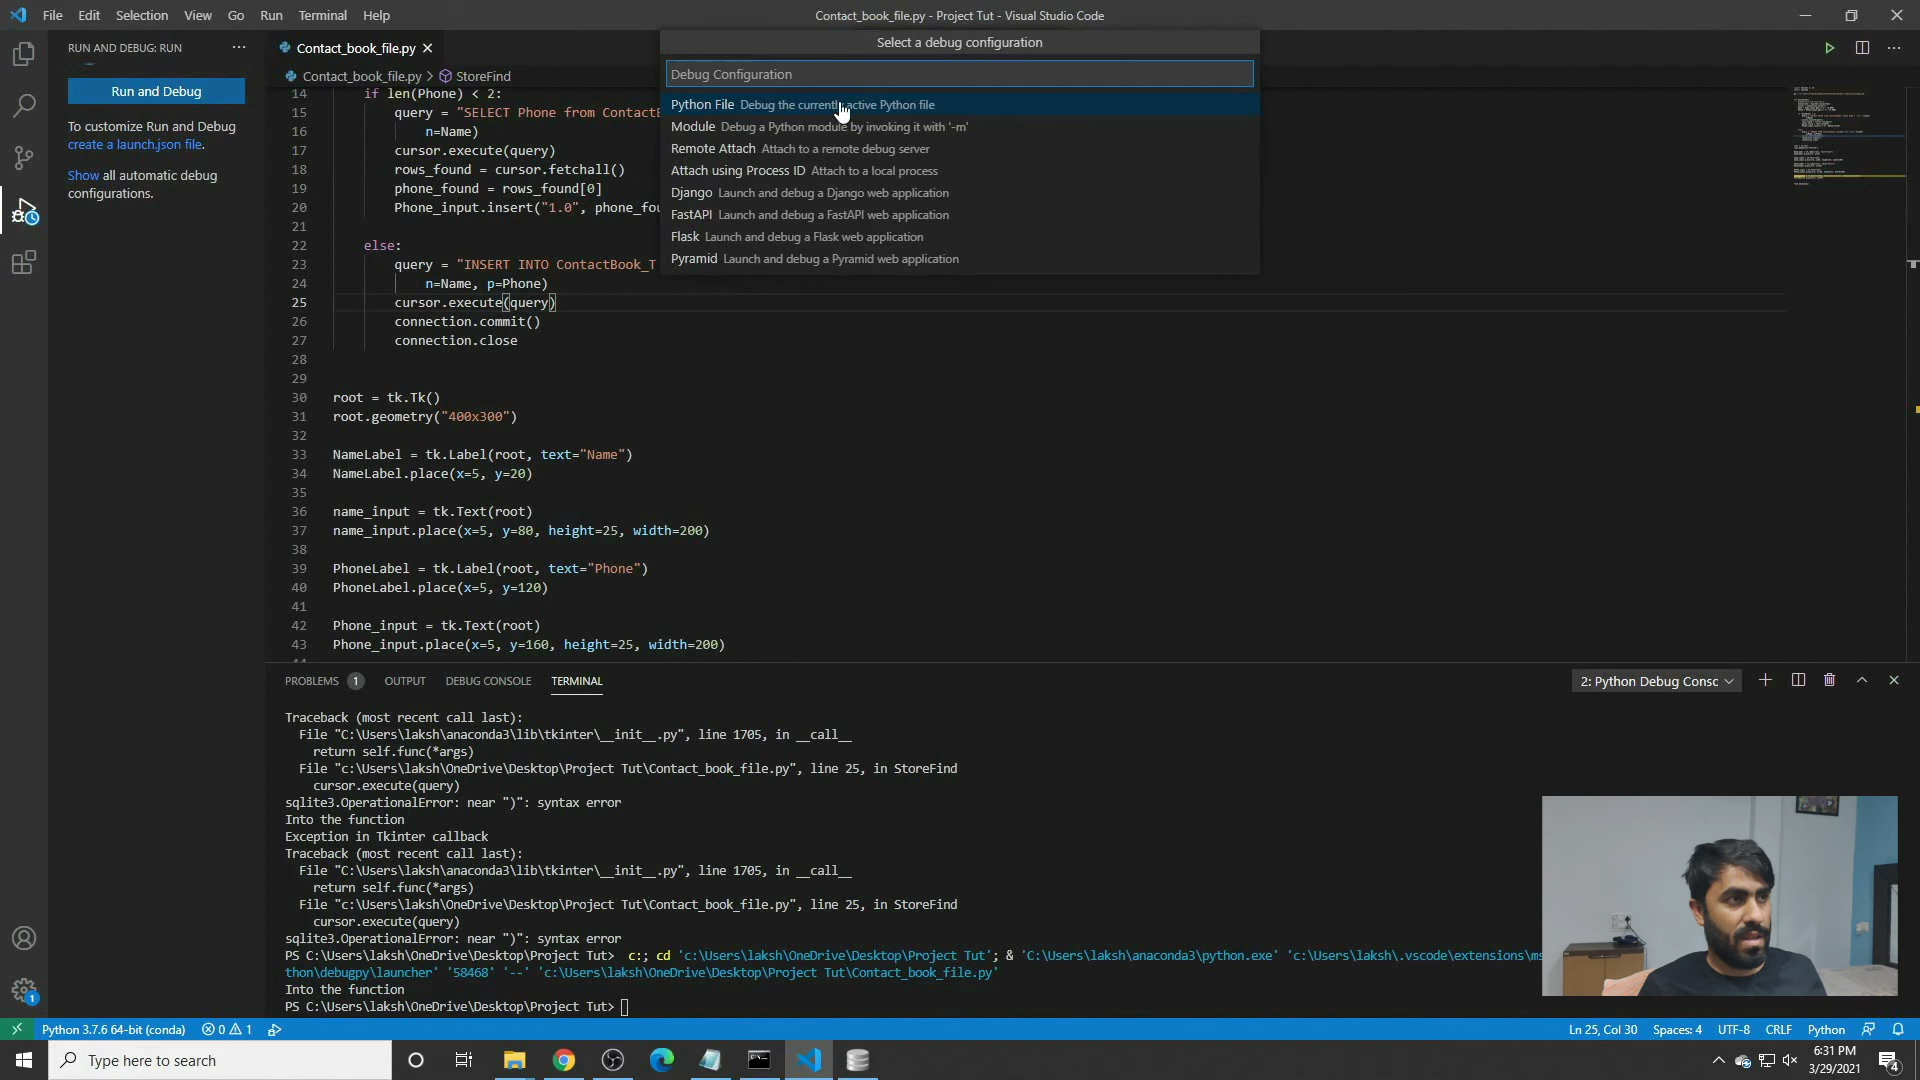 File Edit Selection View Go Run Terminal Help
Contact_book_file.py - Project Tut - Visual Studio Code
RUN AND DEBUG: RUN
Run and Debug
To customize Run and Debug
create a launch.json file.
Show all automatic debug
configurations.
Contact_book_file.py
Contact_book_file.py > StoreFind
Select a debug configuration
Debug Configuration
Python File Debug the currently active Python file
Module Debug a Python module by invoking it with '-m'
Remote Attach Attach to a remote debug server
Attach using Process ID Attach to a local process
Django Launch and debug a Django web application
FastAPI Launch and debug a FastAPI web application
Flask Launch and debug a Flask web application
Pyramid Launch and debug a Pyramid web application
14 if len(Phone) < 2:
15 query = "SELECT Phone from ContactB
16 n=Name)
17 cursor.execute(query)
18 rows_found = cursor.fetchall()
19 phone_found = rows_found[0]
20 Phone_input.insert("1.0", phone_fou
21
22 else:
23 query = "INSERT INTO ContactBook_T
24 n=Name, p=Phone)
25 cursor.execute(query)
26 connection.commit()
27 connection.close
28
29
30 root = tk.Tk()
31 root.geometry("400x300")
32
33 NameLabel = tk.Label(root, text="Name")
34 NameLabel.place(x=5, y=20)
35
36 name_input = tk.Text(root)
37 name_input.place(x=5, y=80, height=25, width=200)
38
39 PhoneLabel = tk.Label(root, text="Phone")
40 PhoneLabel.place(x=5, y=120)
41
42 Phone_input = tk.Text(root)
43 Phone_input.place(x=5, y=160, height=25, width=200)
PROBLEMS 1 OUTPUT DEBUG CONSOLE TERMINAL
2: Python Debug Consc
Traceback (most recent call last):
File "C:\Users\laksh\anaconda3\lib\tkinter\__init__.py", line 1705, in __call__
return self.func(*args)
File "c:\Users\laksh\OneDrive\Desktop\Project Tut\Contact_book_file.py", line 25, in StoreFind
cursor.execute(query)
sqlite3.OperationalError: near ")": syntax error
Into the function
Exception in Tkinter callback
Traceback (most recent call last):
File "C:\Users\laksh\anaconda3\lib\tkinter\__init__.py", line 1705, in __call__
return self.func(*args)
File "c:\Users\laksh\OneDrive\Desktop\Project Tut\Contact_book_file.py", line 25, in StoreFind
cursor.execute(query)
sqlite3.OperationalError: near ")": syntax error
PS C:\Users\laksh\OneDrive\Desktop\Project Tut> c:; cd 'c:\Users\laksh\OneDrive\Desktop\Project Tut'; & 'C:\Users\laksh\anaconda3\python.exe' 'c:\Users\laksh\.vscode\extensions\ms
thon\debugpy\launcher' '58468' '--' 'c:\Users\laksh\OneDrive\Desktop\Project Tut\Contact_book_file.py'
Into the function
PS C:\Users\laksh\OneDrive\Desktop\Project Tut>
Python 3.7.6 64-bit (conda) 0 1
Ln 25, Col 30 Spaces: 4 UTF-8 CRLF Python
1
Type here to search
6:31 PM
3/29/2021
4